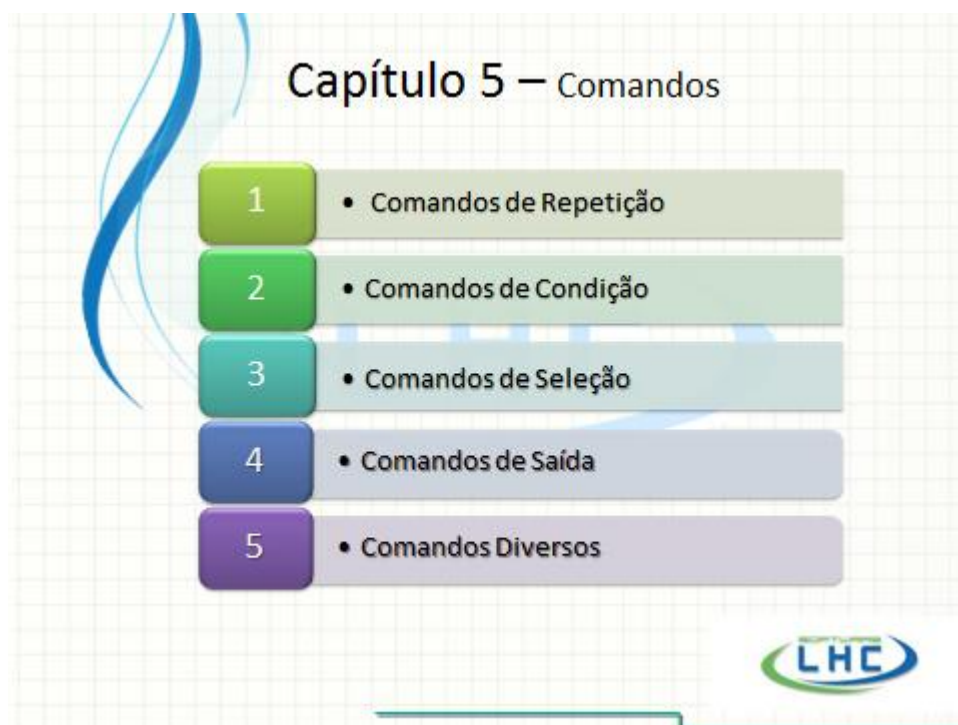 Capítulo 5 – Comandos
1 • Comandos de Repetição
2 • Comandos de Condição
3 • Comandos de Seleção
4 • Comandos de Saída
5 • Comandos Diversos
LHC